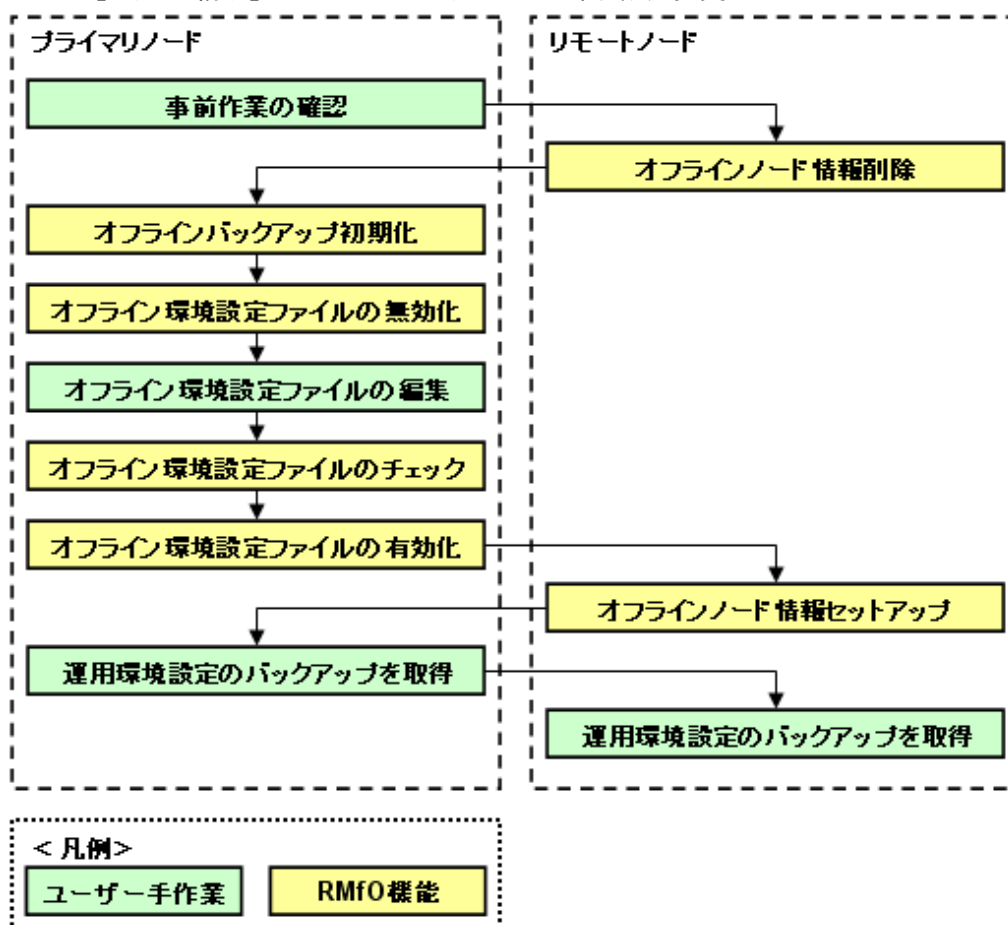 プライマリノード
リモートノード
事前作業の確認
オフラインノード情報削除
オフラインバックアップ初期化
オフライン環境設定ファイルの無効化
オフライン環境設定ファイルの編集
オフライン環境設定ファイルのチェック
オフライン環境設定ファイルの有効化
オフラインノード情報セットアップ
運用環境設定のバックアップを取得
運用環境設定のバックアップを取得
<凡例>
ユーザー手作業
RMfO機能